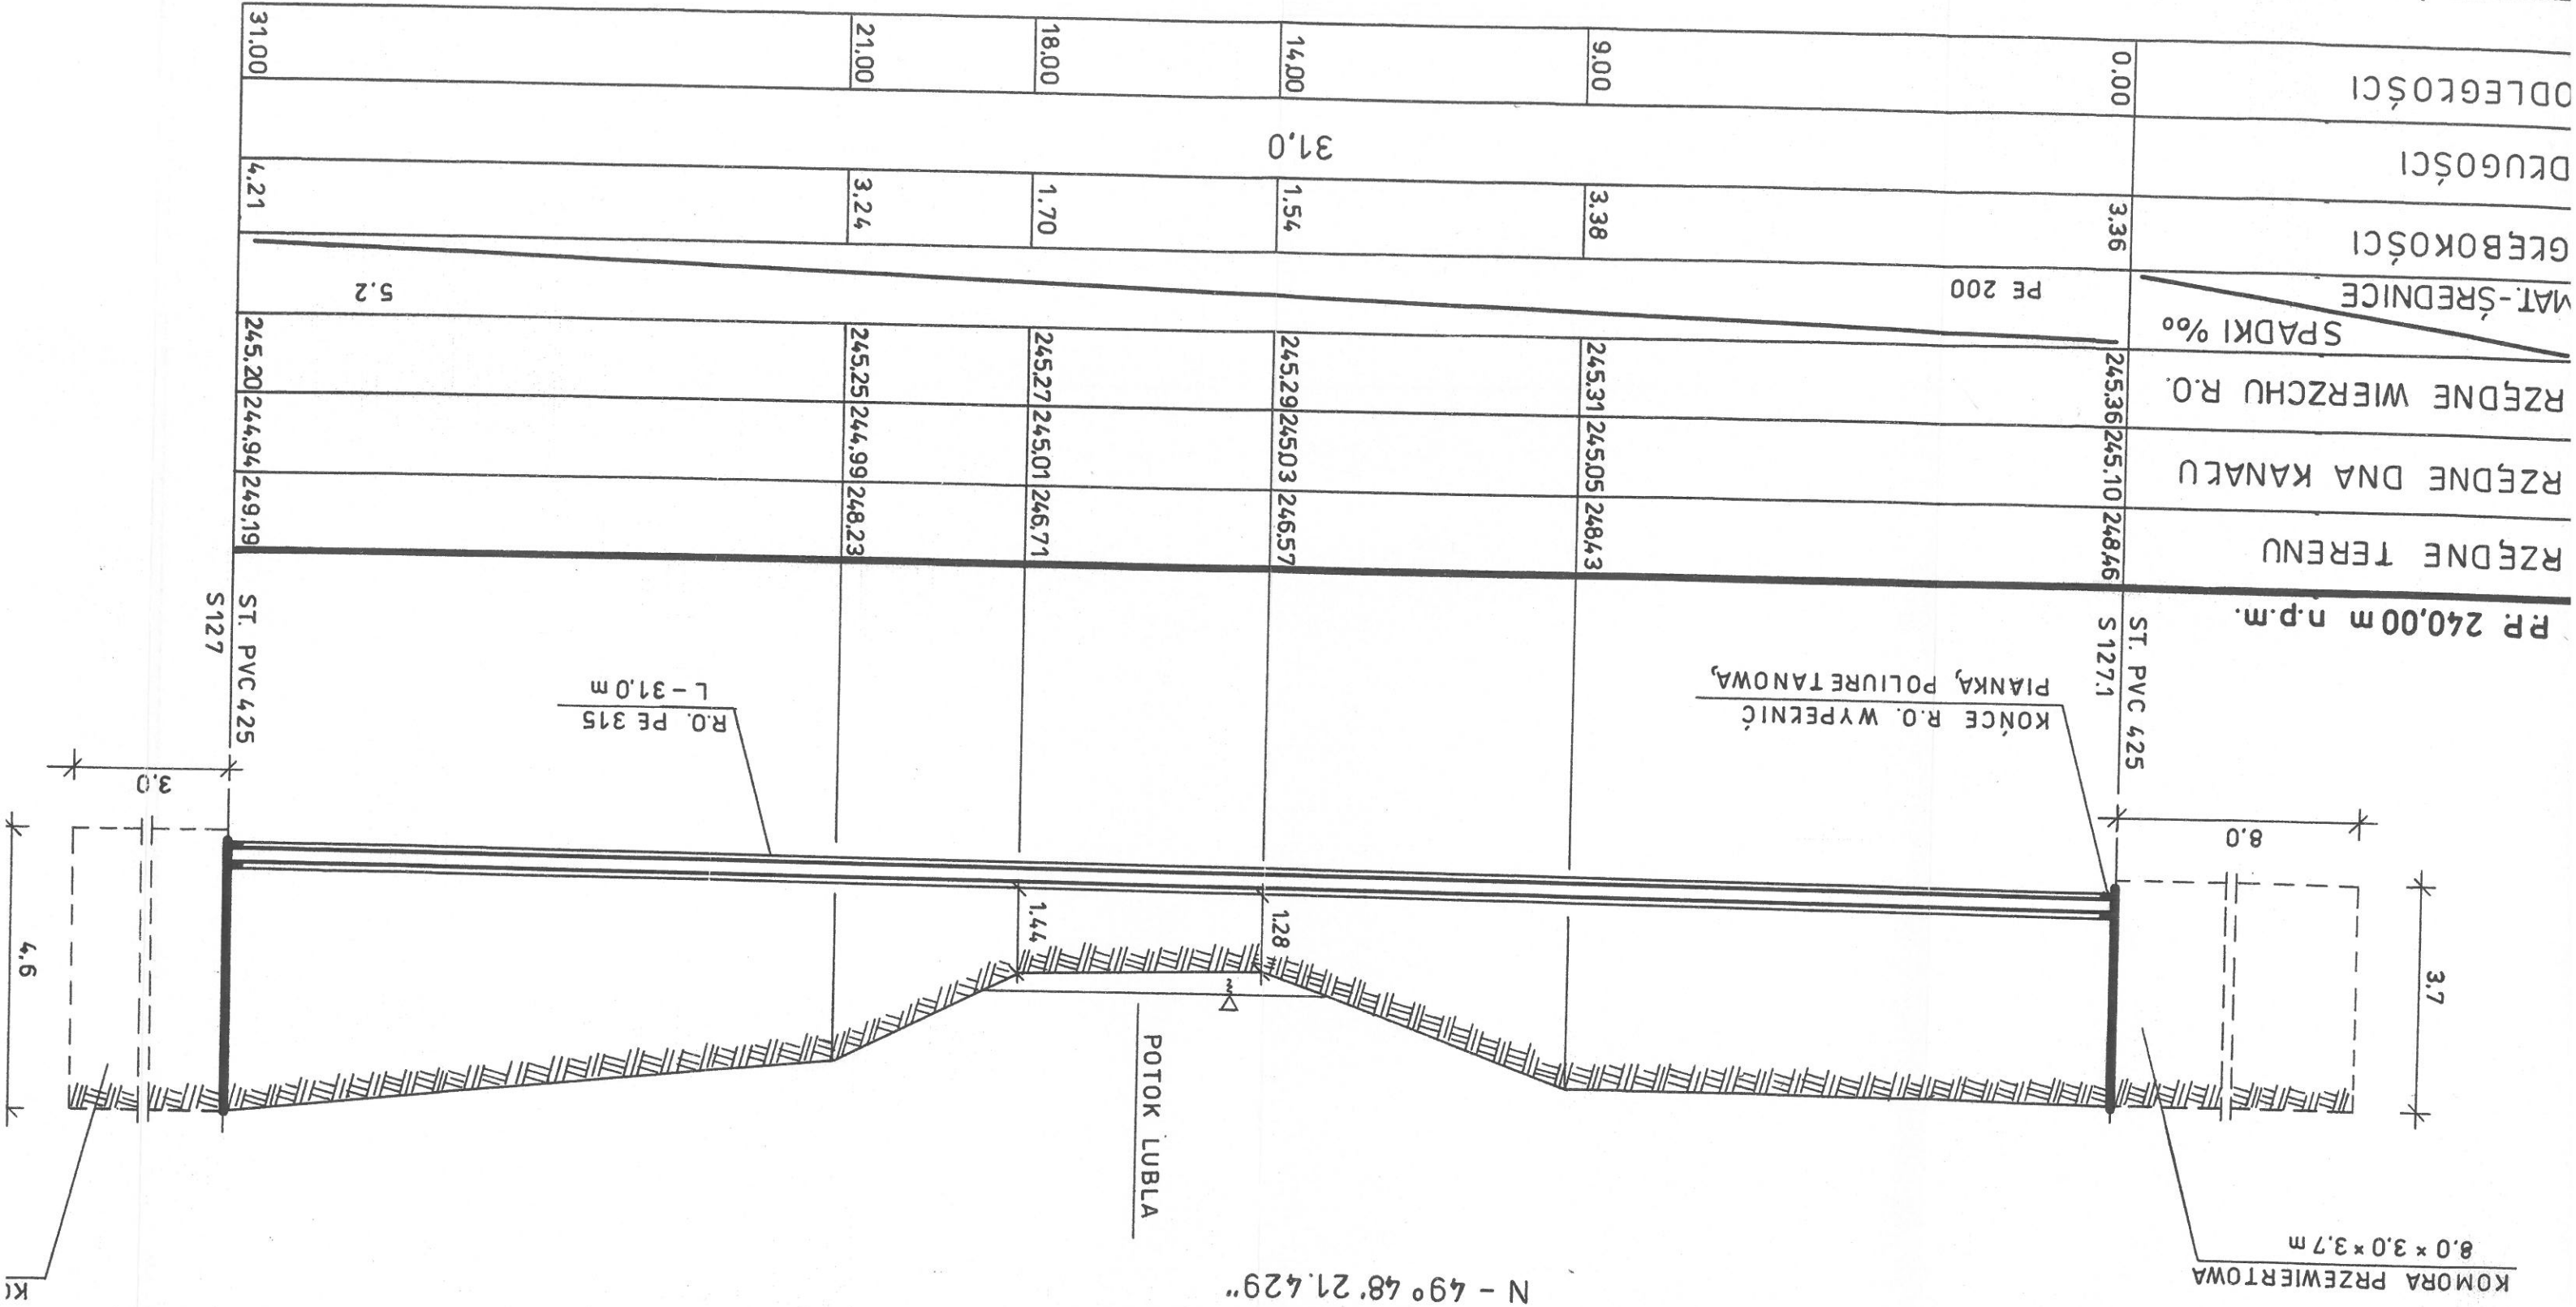 N - 49° 48' 21.429"
KOMORA PRZEWIERTOWA
8.0 × 3.0 × 3.7 m
POTOK LUBLA
3,7
8.0
1.28
1.44
4.6
3.0
KOŃCE R.O. WYPEŁNIĆ
PIANKĄ POLIURETANOWĄ
R.O. PE 315
L - 31.0 m
ST. PVC 425
S 127.1
ST. PVC 425
S 127
P.P. 240,00 m n.p.m.
RZĘDNE TERENU
248,46 248,43 246,57 246,71 248,23 249,19
RZĘDNE DNA KANAŁU
245,10 245,05 245,03 245,01 244,99 244,94
RZĘDNE WIERZCHU R.O.
245,36 245,31 245,29 245,27 245,25 245,20
SPADKI ‰
MAT.-ŚREDNICE
PE 200
5.2
GŁĘBOKOŚCI
3.36 3.38 1.54 1.70 3.24 4.21
DŁUGOŚCI
31,0
ODLEGŁOŚCI
0.00 9.00 14,00 18.00 21,00 31.00